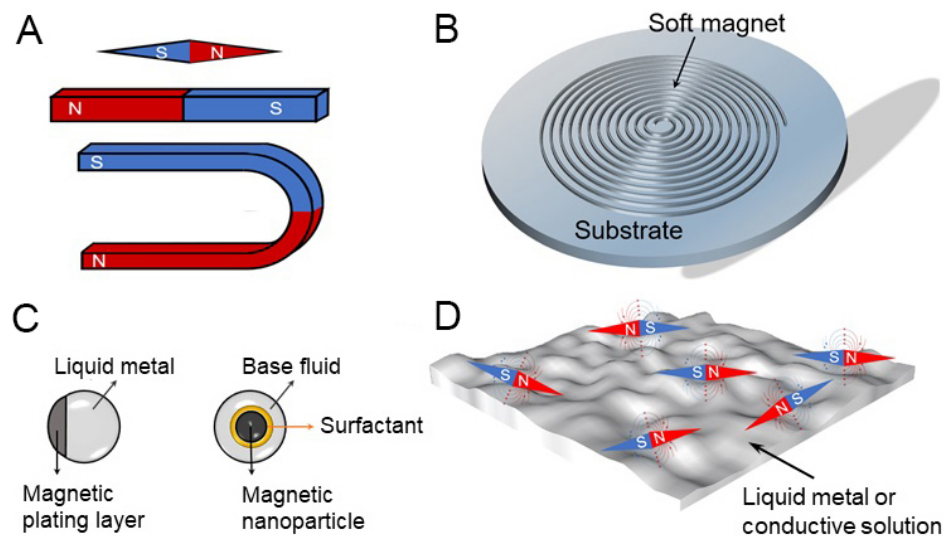 A
S N
N S
S
N
B
Soft magnet
Substrate
C
Liquid metal
Magnetic
plating layer
Base fluid
Surfactant
Magnetic
nanoparticle
D
N S
S N
S N
S N
N S
S N
Liquid metal or
conductive solution